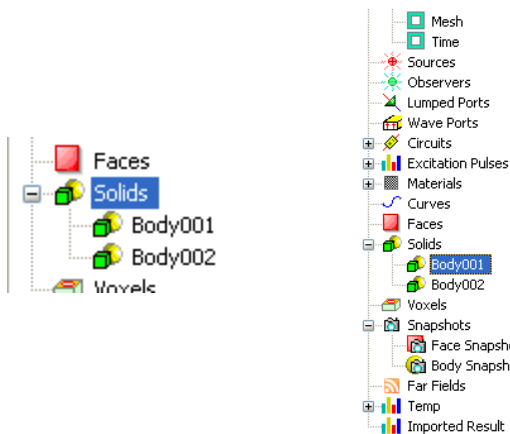 Faces
Solids
Body001
Body002
Voxels
Mesh
Time
Sources
Observers
Lumped Ports
Wave Ports
Circuits
Excitation Pulses
Materials
Curves
Faces
Solids
Body001
Body002
Voxels
Snapshots
Face Snapsh
Body Snapsh
Far Fields
Temp
Imported Result